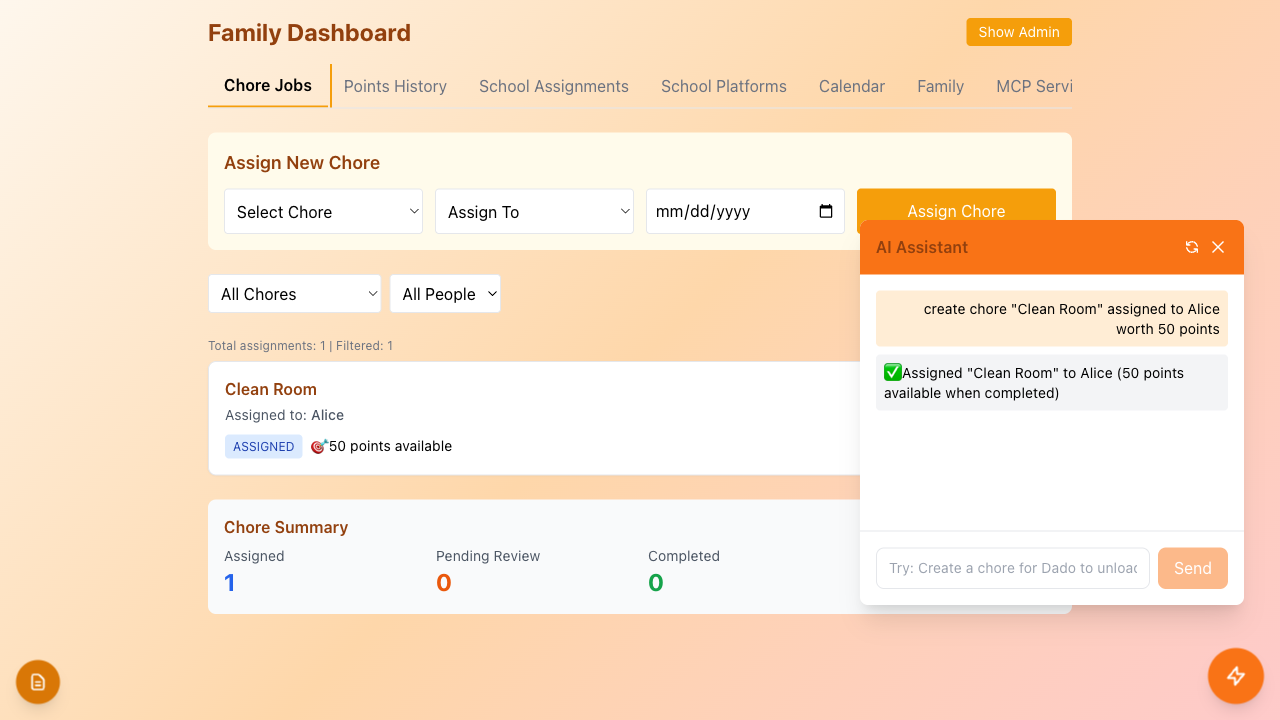 Family Dashboard
Show Admin
Chore Jobs Points History School Assignments School Platforms Calendar Family MCP Servi
Assign New Chore
Select Chore Assign To mm/dd/yyyy Assign Chore
All Chores All People
Total assignments: 1 | Filtered: 1
Clean Room
Assigned to: Alice
ASSIGNED 🎯50 points available
Chore Summary
Assigned Pending Review Completed
1 0 0
AI Assistant
create chore "Clean Room" assigned to Alice
worth 50 points
✅Assigned "Clean Room" to Alice (50 points
available when completed)
Try: Create a chore for Dado to unload Send